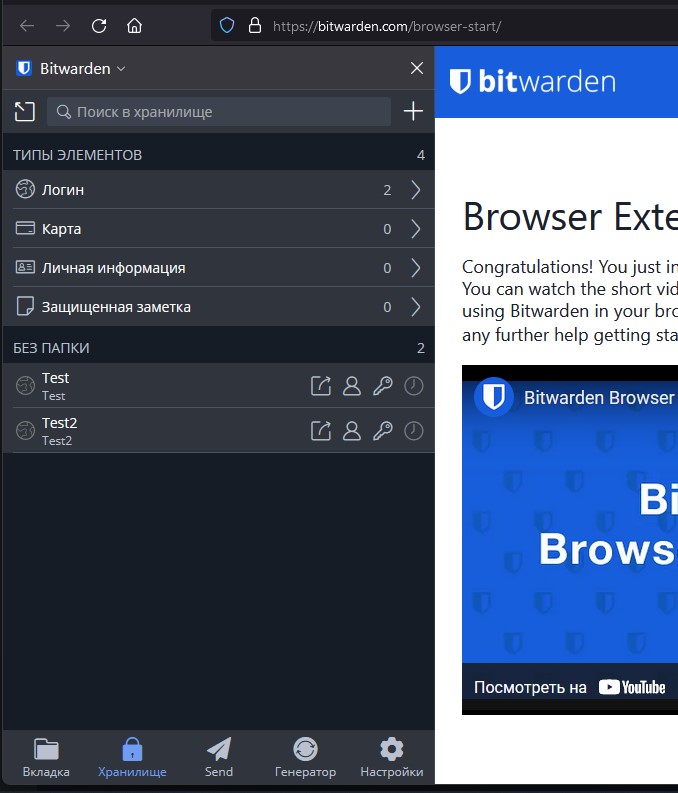 https://bitwarden.com/browser-start/
Bitwarden
Поиск в хранилище
ТИПЫ ЭЛЕМЕНТОВ 4
Логин 2
Карта 0
Личная информация 0
Защищенная заметка 0
БЕЗ ПАПКИ 2
Test
Test
Test2
Test2
Вкладка Хранилище Send Генератор Настройки
bitwarden
Browser Exte
Congratulations! You just in
You can watch the short vid
using Bitwarden in your bro
any further help getting sta
Bitwarden Browser
Bi
Brows
Посмотреть на YouTube